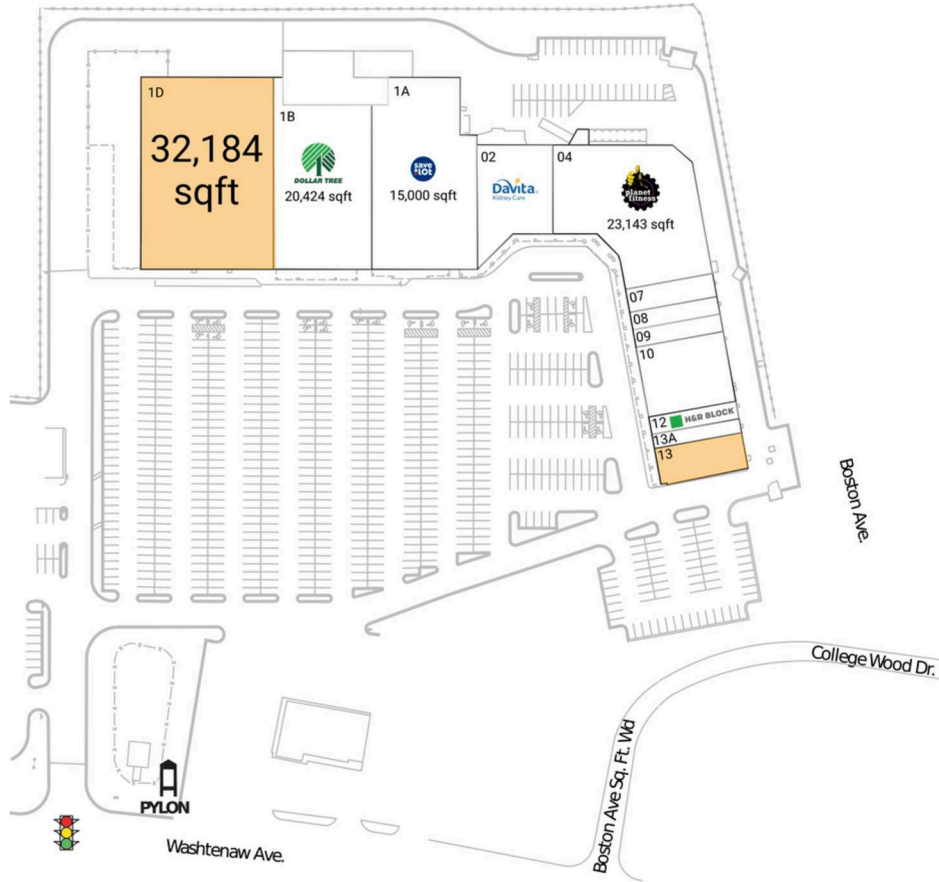 1D
32,184
sqft
1B
DOLLAR TREE
20,424 sqft
1A
save
a lot
15,000 sqft
02
Davita.
Kidney Care
04
planet
fitness
23,143 sqft
07
08
09
10
12 H&R BLOCK
13A
13
Boston Ave.
College Wood Dr.
Boston Ave Sq. Ft. Wd
PYLON
Washtenaw Ave.